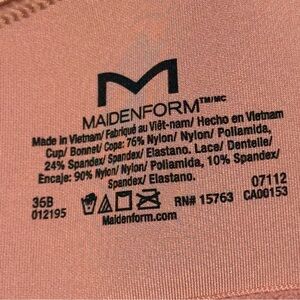 M
MAIDENFORM™/MC
Made in Vietnam/ Fabriqué au Viêt-nam/ Hecho en Vietnam
Cup/ Bonnet/ Copa: 76% Nylon/ Nylon/ Poliamida,
24% Spandex/ Spandex/ Elastano. Lace/ Dentelle/
Encaje: 90% Nylon/ Nylon/ Poliamida, 10% Spandex/
Spandex/ Elastano.
36B 07112
012195 RN# 15763 CA00153
Maidenform.com